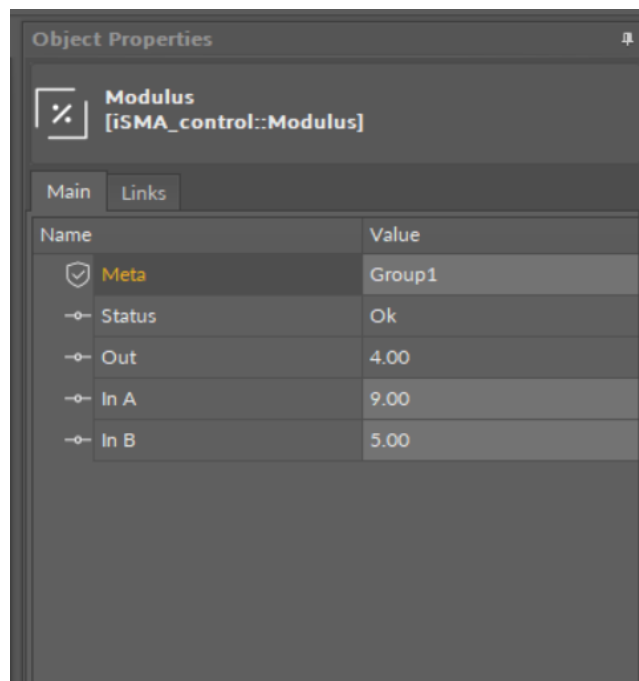 Object Properties
Modulus
[iSMA_control::Modulus]
Main Links
Name Value
Meta Group1
Status Ok
Out 4.00
In A 9.00
In B 5.00